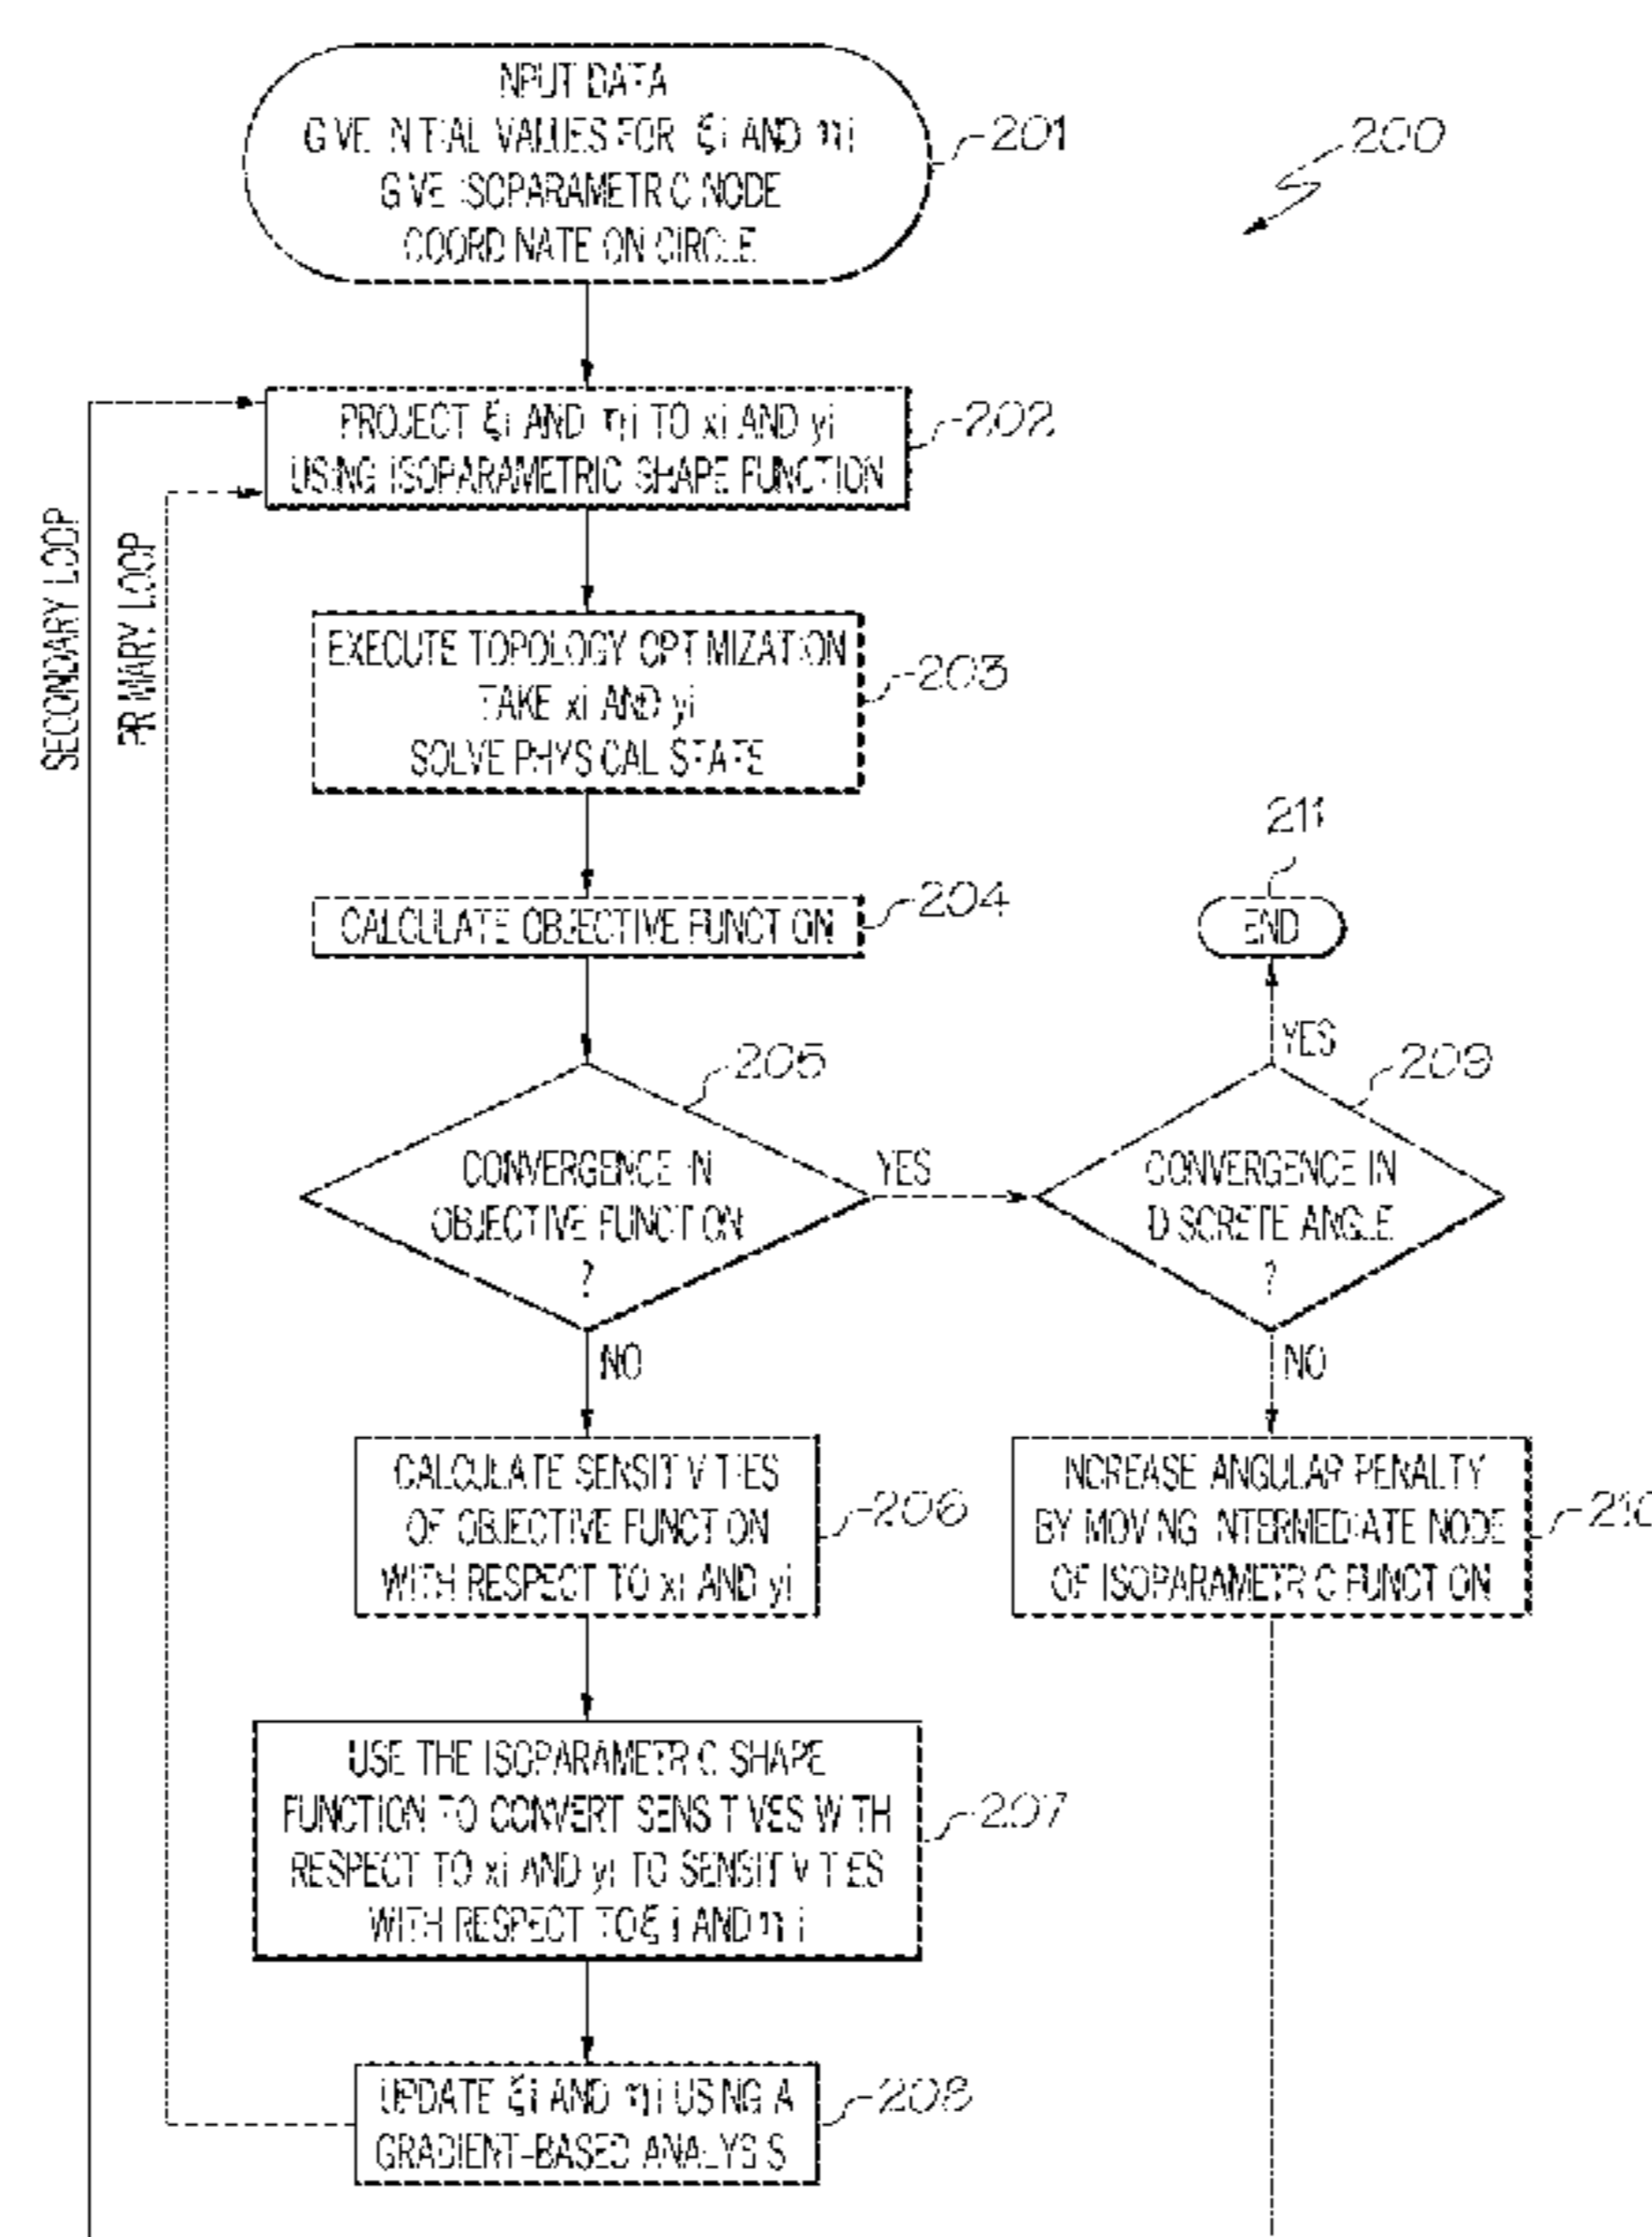 200
INPUT DATA
GIVE INITIAL VALUES FOR ξi AND ηi
GIVE ISOPARAMETRIC NODE
COORDINATE ON CIRCLE
201
PROJECT ξi AND ηi TO xi AND yi
USING ISOPARAMETRIC SHAPE FUNCTION
202
SECONDARY LOOP
PRIMARY LOOP
EXECUTE TOPOLOGY OPTIMIZATION
TAKE xi AND yi
SOLVE PHYSICAL STATE
203
CALCULATE OBJECTIVE FUNCTION
204
211
END
YES
CONVERGENCE IN
OBJECTIVE FUNCTION
?
205
YES
CONVERGENCE IN
DISCRETE ANGLE
?
209
NO
NO
CALCULATE SENSITIVITIES
OF OBJECTIVE FUNCTION
WITH RESPECT TO xi AND yi
206
INCREASE ANGULAR PENALTY
BY MOVING INTERMEDIATE NODE
OF ISOPARAMETRIC FUNCTION
210
USE THE ISOPARAMETRIC SHAPE
FUNCTION TO CONVERT SENSITIVES WITH
RESPECT TO xi AND yi TO SENSITIVITIES
WITH RESPECT TO ξ i AND η i
207
UPDATE ξi AND ηi USING A
GRADIENT-BASED ANALYSIS
208